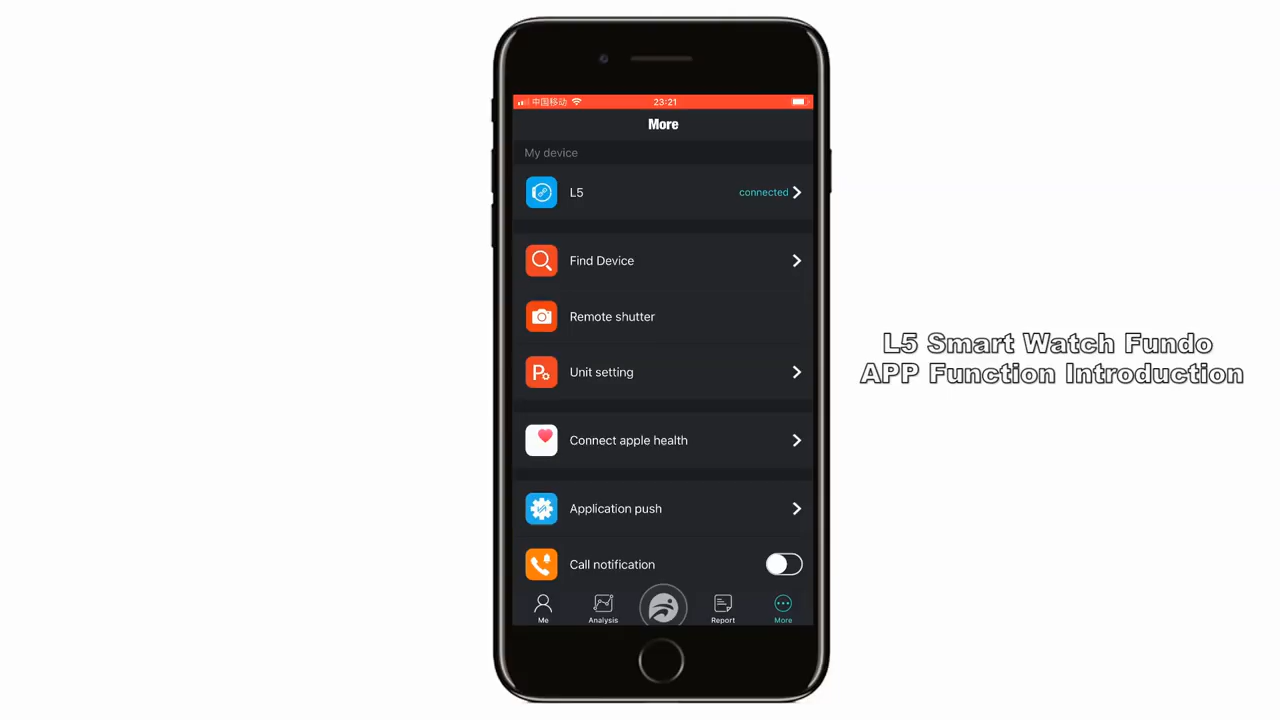 中国移动 23:21
More
My device
L5 connected
Find Device
Remote shutter
Unit setting
Connect apple health
Application push
Call notification
Me Analysis Report More
L5 Smart Watch Fundo
APP Function Introduction